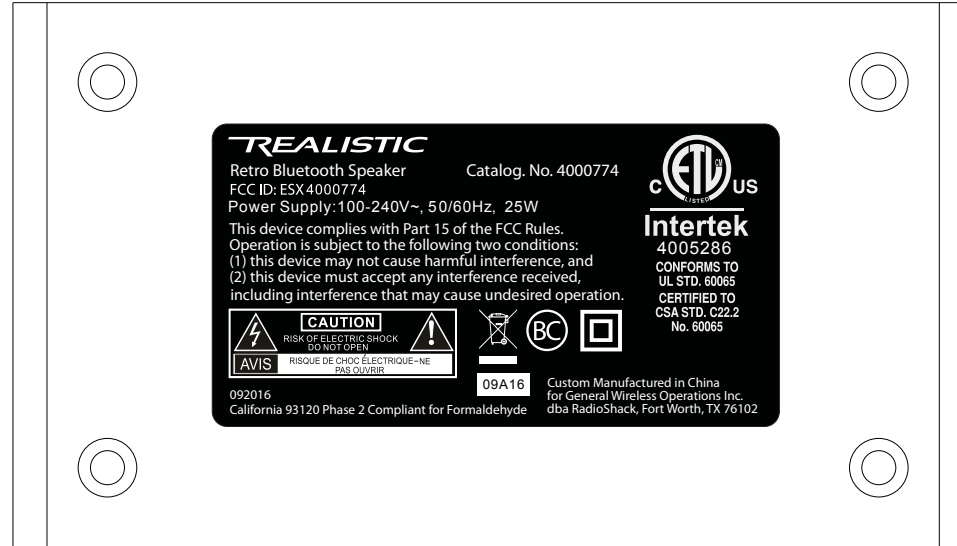 REALISTIC
Retro Bluetooth Speaker Catalog. No. 4000774
FCC ID: ESX4000774
Power Supply:100-240V~, 50/60Hz, 25W
This device complies with Part 15 of the FCC Rules.
Operation is subject to the following two conditions:
(1) this device may not cause harmful interference, and
(2) this device must accept any interference received,
including interference that may cause undesired operation.
CM
ETL
C US
LISTED
Intertek
4005286
CONFORMS TO
UL STD. 60065
CERTIFIED TO
CSA STD. C22.2
No. 60065
CAUTION
RISK OF ELECTRIC SHOCK
DO NOT OPEN
AVIS
RISQUE DE CHOC ÉLECTRIQUE-NE
PAS OUVRIR
BC
09A16
092016
California 93120 Phase 2 Compliant for Formaldehyde
Custom Manufactured in China
for General Wireless Operations Inc.
dba RadioShack, Fort Worth, TX 76102